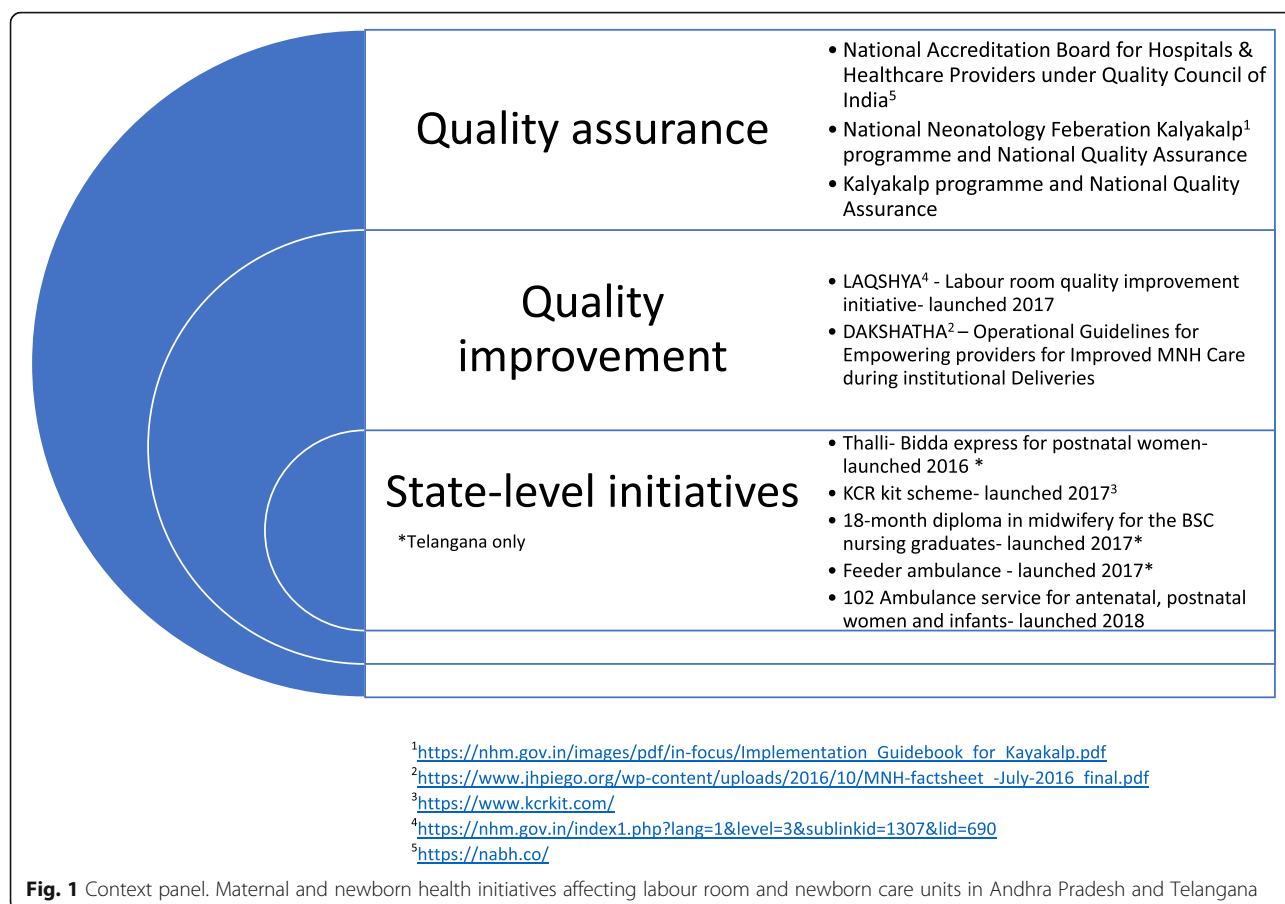 Quality assurance
• National Accreditation Board for Hospitals &
Healthcare Providers under Quality Council of
India5
• National Neonatology Feberation Kalyakalp1
programme and National Quality Assurance
• Kalyakalp programme and National Quality
Assurance
Quality
improvement
• LAQSHYA4 - Labour room quality improvement
initiative- launched 2017
• DAKSHATHA2 – Operational Guidelines for
Empowering providers for Improved MNH Care
during institutional Deliveries
State-level initiatives
*Telangana only
• Thalli- Bidda express for postnatal women-
launched 2016 *
• KCR kit scheme- launched 20173
• 18-month diploma in midwifery for the BSC
nursing graduates- launched 2017*
• Feeder ambulance - launched 2017*
• 102 Ambulance service for antenatal, postnatal
women and infants- launched 2018
1https://nhm.gov.in/images/pdf/in-focus/Implementation_Guidebook_for_Kayakalp.pdf
2https://www.jhpiego.org/wp-content/uploads/2016/10/MNH-factsheet_-July-2016_final.pdf
3https://www.kcrkit.com/
4https://nhm.gov.in/index1.php?lang=1&level=3&sublinkid=1307&lid=690
5https://nabh.co/
Fig. 1 Context panel. Maternal and newborn health initiatives affecting labour room and newborn care units in Andhra Pradesh and Telangana